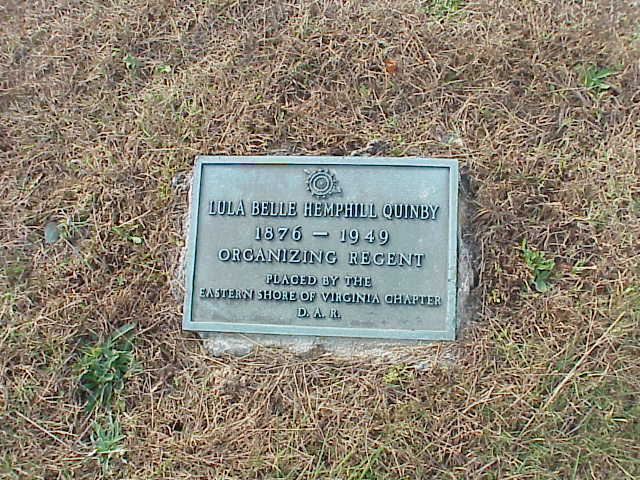 LULA BELLE HEMPHILL QUINBY
1876 — 1949
ORGANIZING REGENT
PLACED BY THE
EASTERN SHORE OF VIRGINIA CHAPTER
D. A. R.